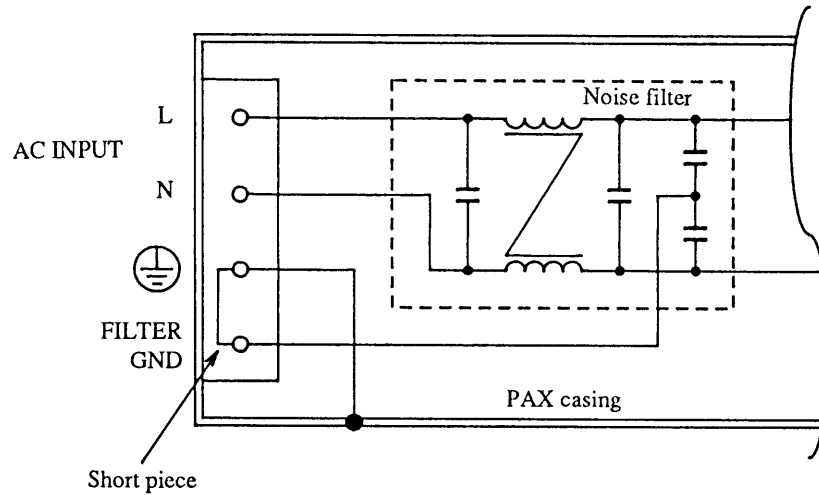 Noise filter
L
AC INPUT
N
FILTER
GND
PAX casing
Short piece